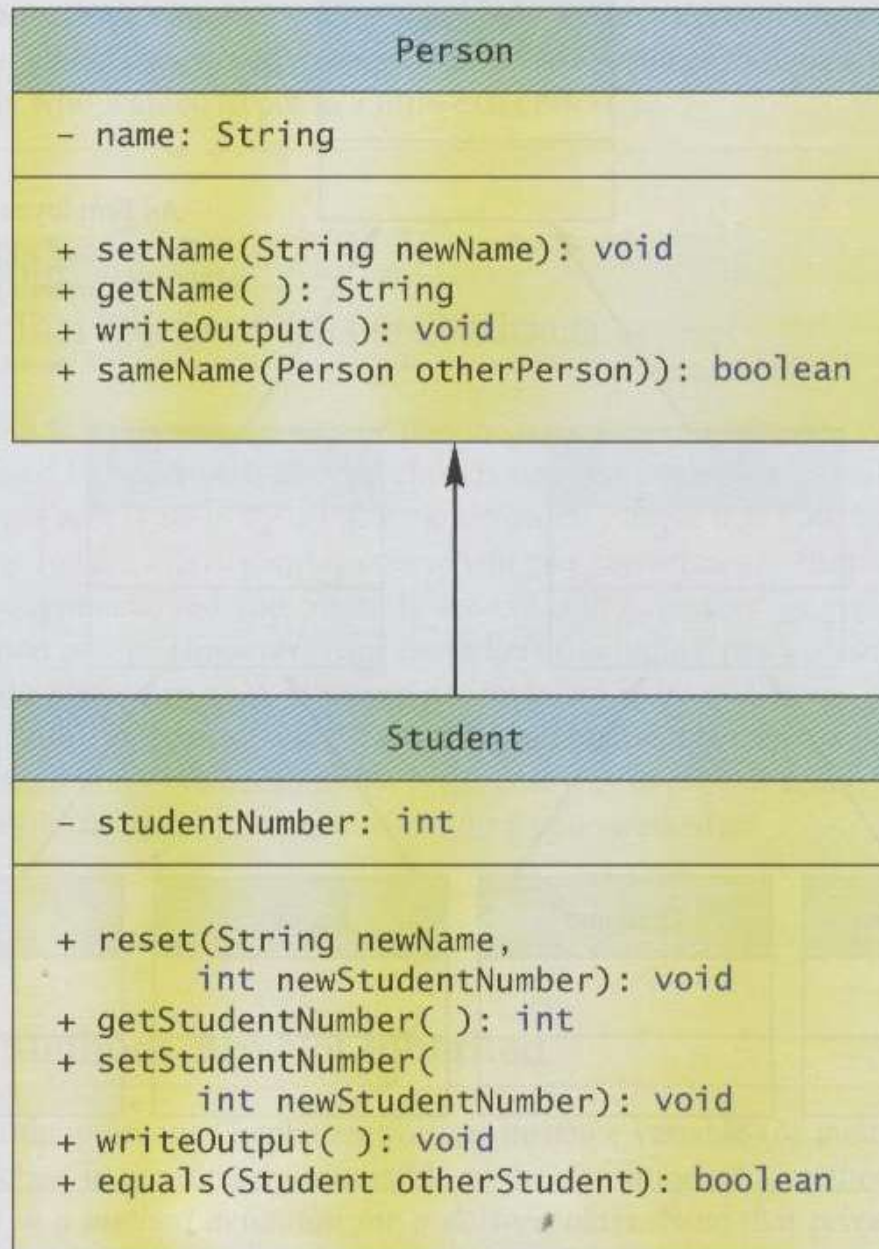 Person
- name: String
+ setName(String newName): void
+ getName( ): String
+ writeOutput( ): void
+ sameName(Person otherPerson)): boolean
Student
- studentNumber: int
+ reset(String newName,
int newStudentNumber): void
+ getStudentNumber( ): int
+ setStudentNumber(
int newStudentNumber): void
+ writeOutput( ): void
+ equals(Student otherStudent): boolean